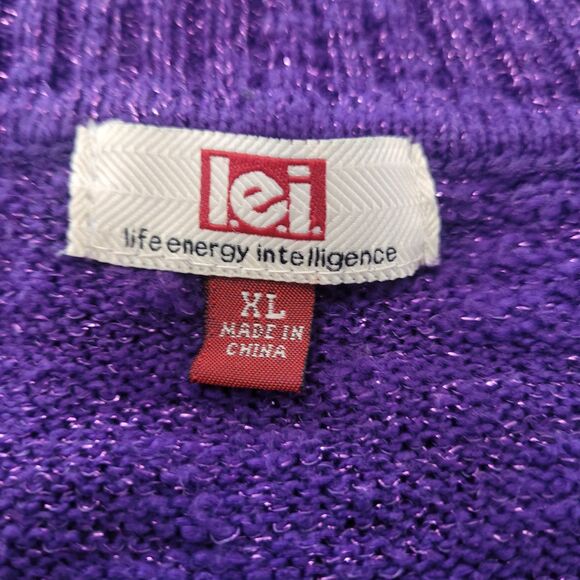 l.e.i.
life energy intelligence
XL
MADE IN
CHINA